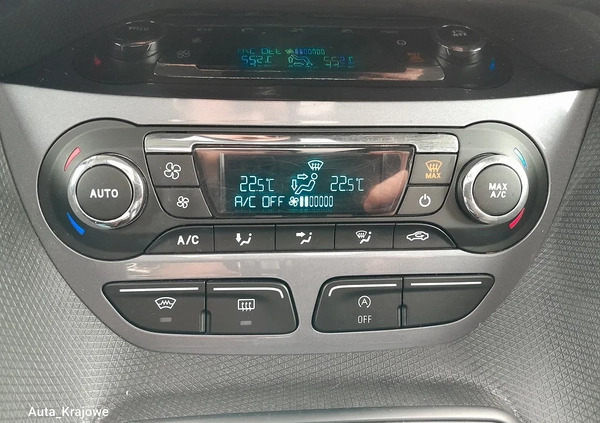 AUTO
22.5°C 22.5°C
A/C OFF
MAX
MAX
A/C
A/C
OFF
Auta_Krajowe